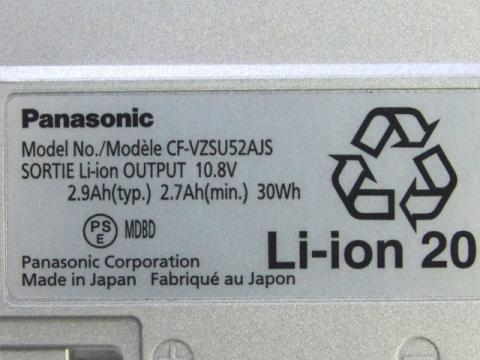 Panasonic
Model No./Modèle CF-VZSU52AJS
SORTIE Li-ion OUTPUT 10.8V
2.9Ah(typ.) 2.7Ah(min.) 30Wh
PS
E MDBD
Li-ion 20
Panasonic Corporation
Made in Japan Fabriqué au Japon